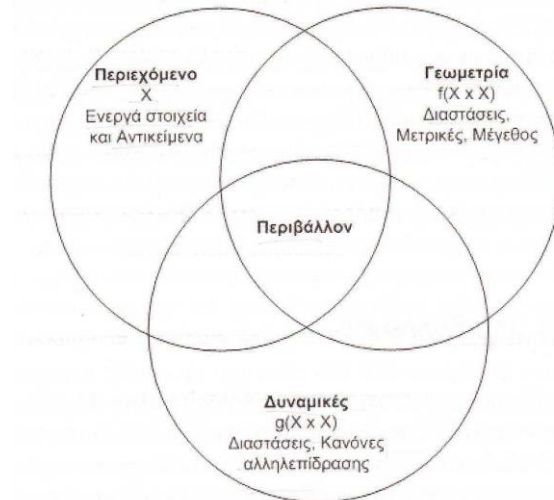 Περιεχόμενο
X
Ενεργά στοιχεία
και Αντικείμενα
Γεωμετρία
f(X x X)
Διαστάσεις,
Μετρικές, Μέγεθος
Περιβάλλον
Δυναμικές
g(X x X)
Διαστάσεις, Κανόνες
αλληλεπίδρασης